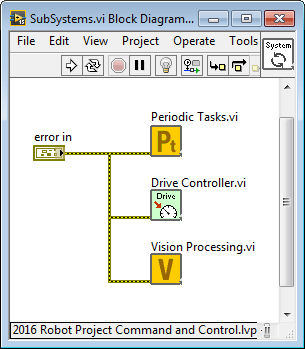 SubSystems.vi Block Diagram...
File Edit View Project Operate Tools
System
error in
Periodic Tasks.vi
Pt
Drive Controller.vi
Drive
Vision Processing.vi
V
2016 Robot Project Command and Control.lvp